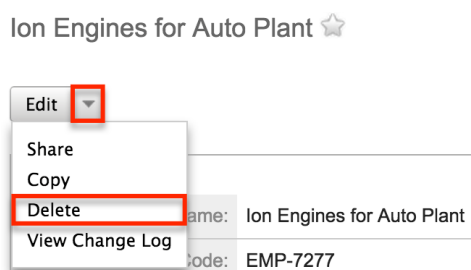 Ion Engines for Auto Plant
Edit
Share
Copy
Delete
View Change Log
ame: Ion Engines for Auto Plant
Code: EMP-7277